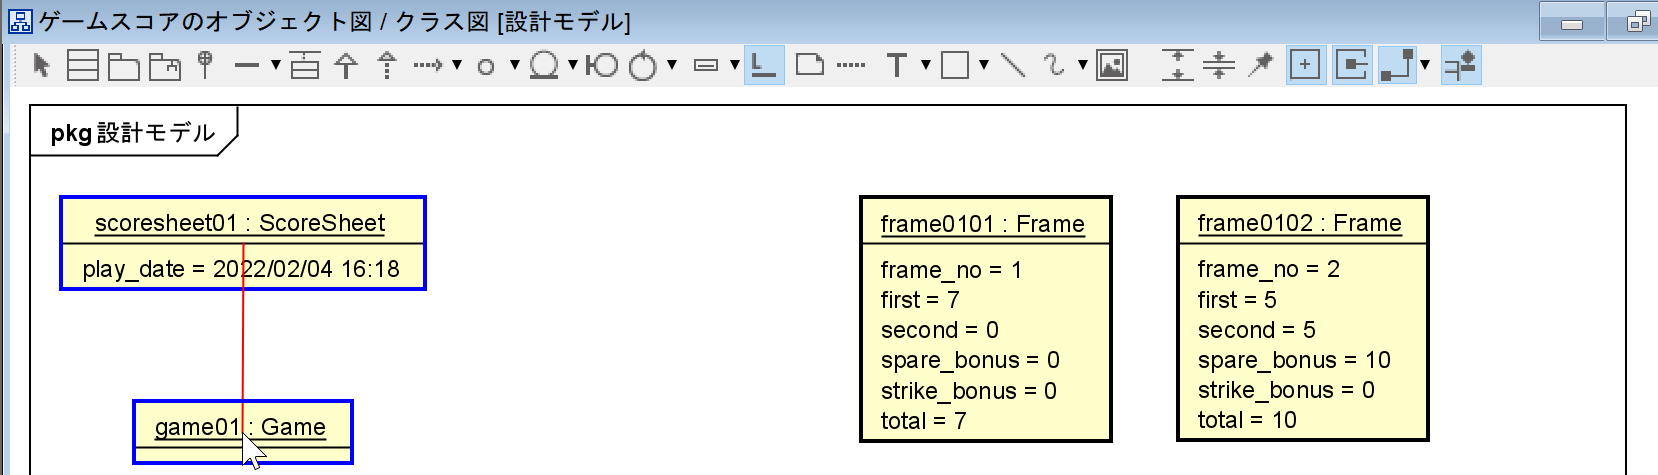 ゲームスコアのオブジェクト図 / クラス図 [設計モデル]
pkg 設計モデル
scoresheet01 : ScoreSheet
play_date = 2022/02/04 16:18
game01 : Game
frame0101 : Frame
frame_no = 1
first = 7
second = 0
spare_bonus = 0
strike_bonus = 0
total = 7
frame0102 : Frame
frame_no = 2
first = 5
second = 5
spare_bonus = 10
strike_bonus = 0
total = 10